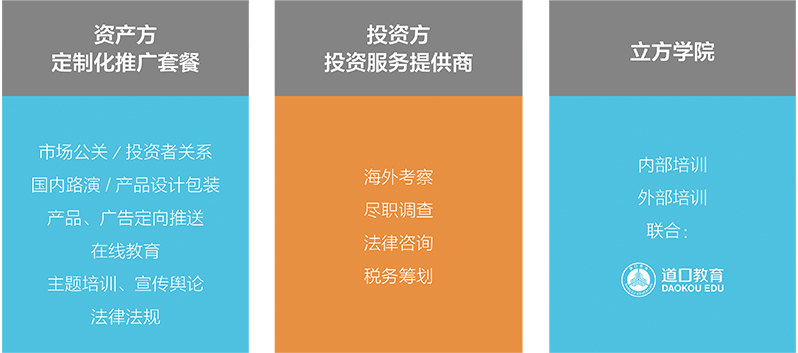 资产方
定制化推广套餐
市场公关 / 投资者关系
国内路演 / 产品设计包装
产品、广告定向推送
在线教育
主题培训、宣传舆论
法律法规
投资方
投资服务提供商
海外考察
尽职调查
法律咨询
税务筹划
立方学院
内部培训
外部培训
联合：
道口教育
DAOKOU EDU